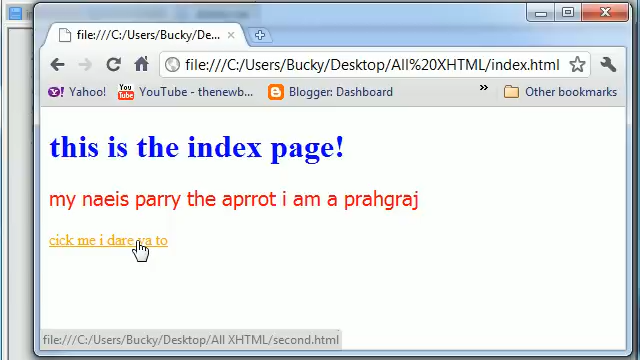 file:///C:/Users/Bucky/De...
file:///C:/Users/Bucky/Desktop/All%20XHTML/index.html
Yahoo! YouTube - thenewb... Blogger: Dashboard » Other bookmarks
this is the index page!
my naeis parry the aprrot i am a prahgraj
cick me i dare ya to
file:///C:/Users/Bucky/Desktop/All XHTML/second.html